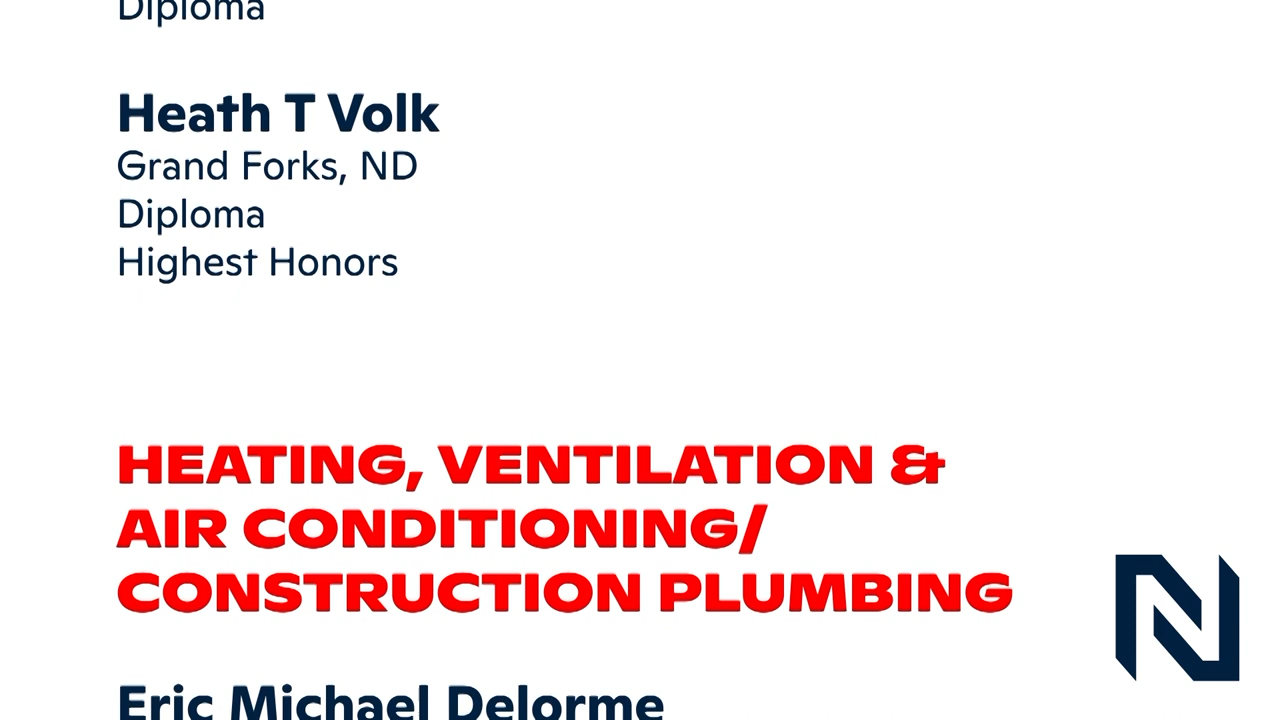 Diploma
Heath T Volk
Grand Forks, ND
Diploma
Highest Honors
HEATING, VENTILATION &
AIR CONDITIONING/
CONSTRUCTION PLUMBING
N
Eric Michael Delorme